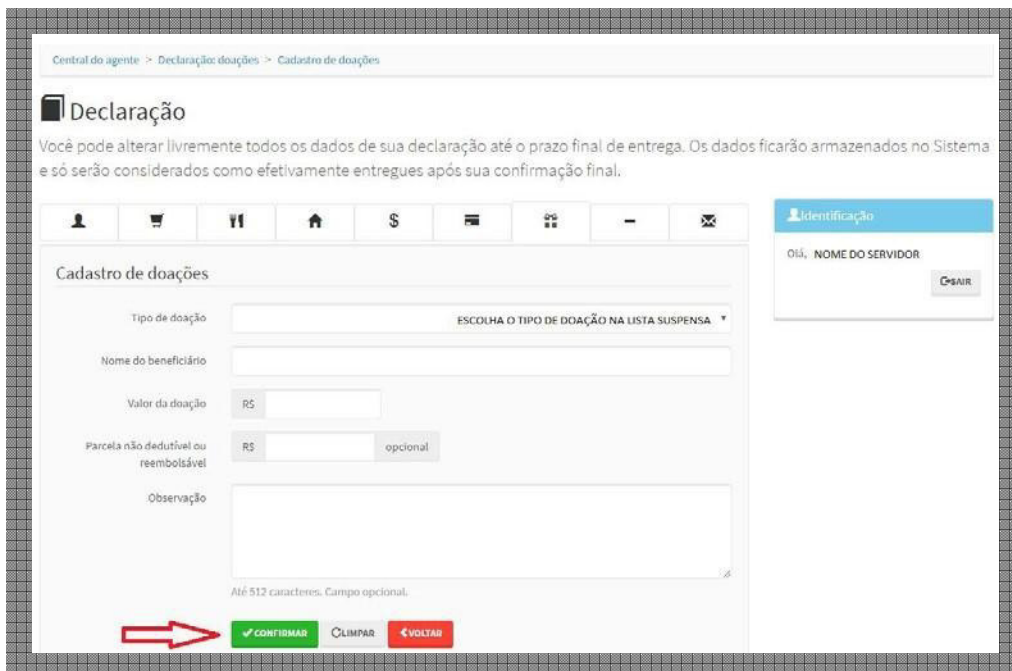 Central do agente > Declaração: doações > Cadastro de doações
Declaração
Você pode alterar livremente todos os dados de sua declaração até o prazo final de entrega. Os dados ficarão armazenados no Sistema
e só serão considerados como efetivamente entregues após sua confirmação final.
Identificação
Olá, NOME DO SERVIDOR
SAIR
Cadastro de doações
Tipo de doação
ESCOLHA O TIPO DE DOAÇÃO NA LISTA SUSPENSA
Nome do beneficiário
Valor da doação R$
Parcela não dedutível ou R$ opcional
reembolsável
Observação
Até 512 caracteres. Campo opcional.
CONFIRMAR LIMPAR VOLTAR